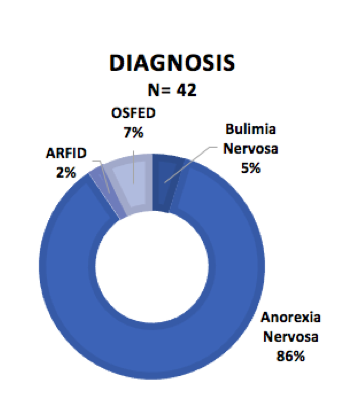 DIAGNOSIS
N= 42
OSFED
7%
Bulimia
Nervosa
5%
ARFID
2%
Anorexia
Nervosa
86%